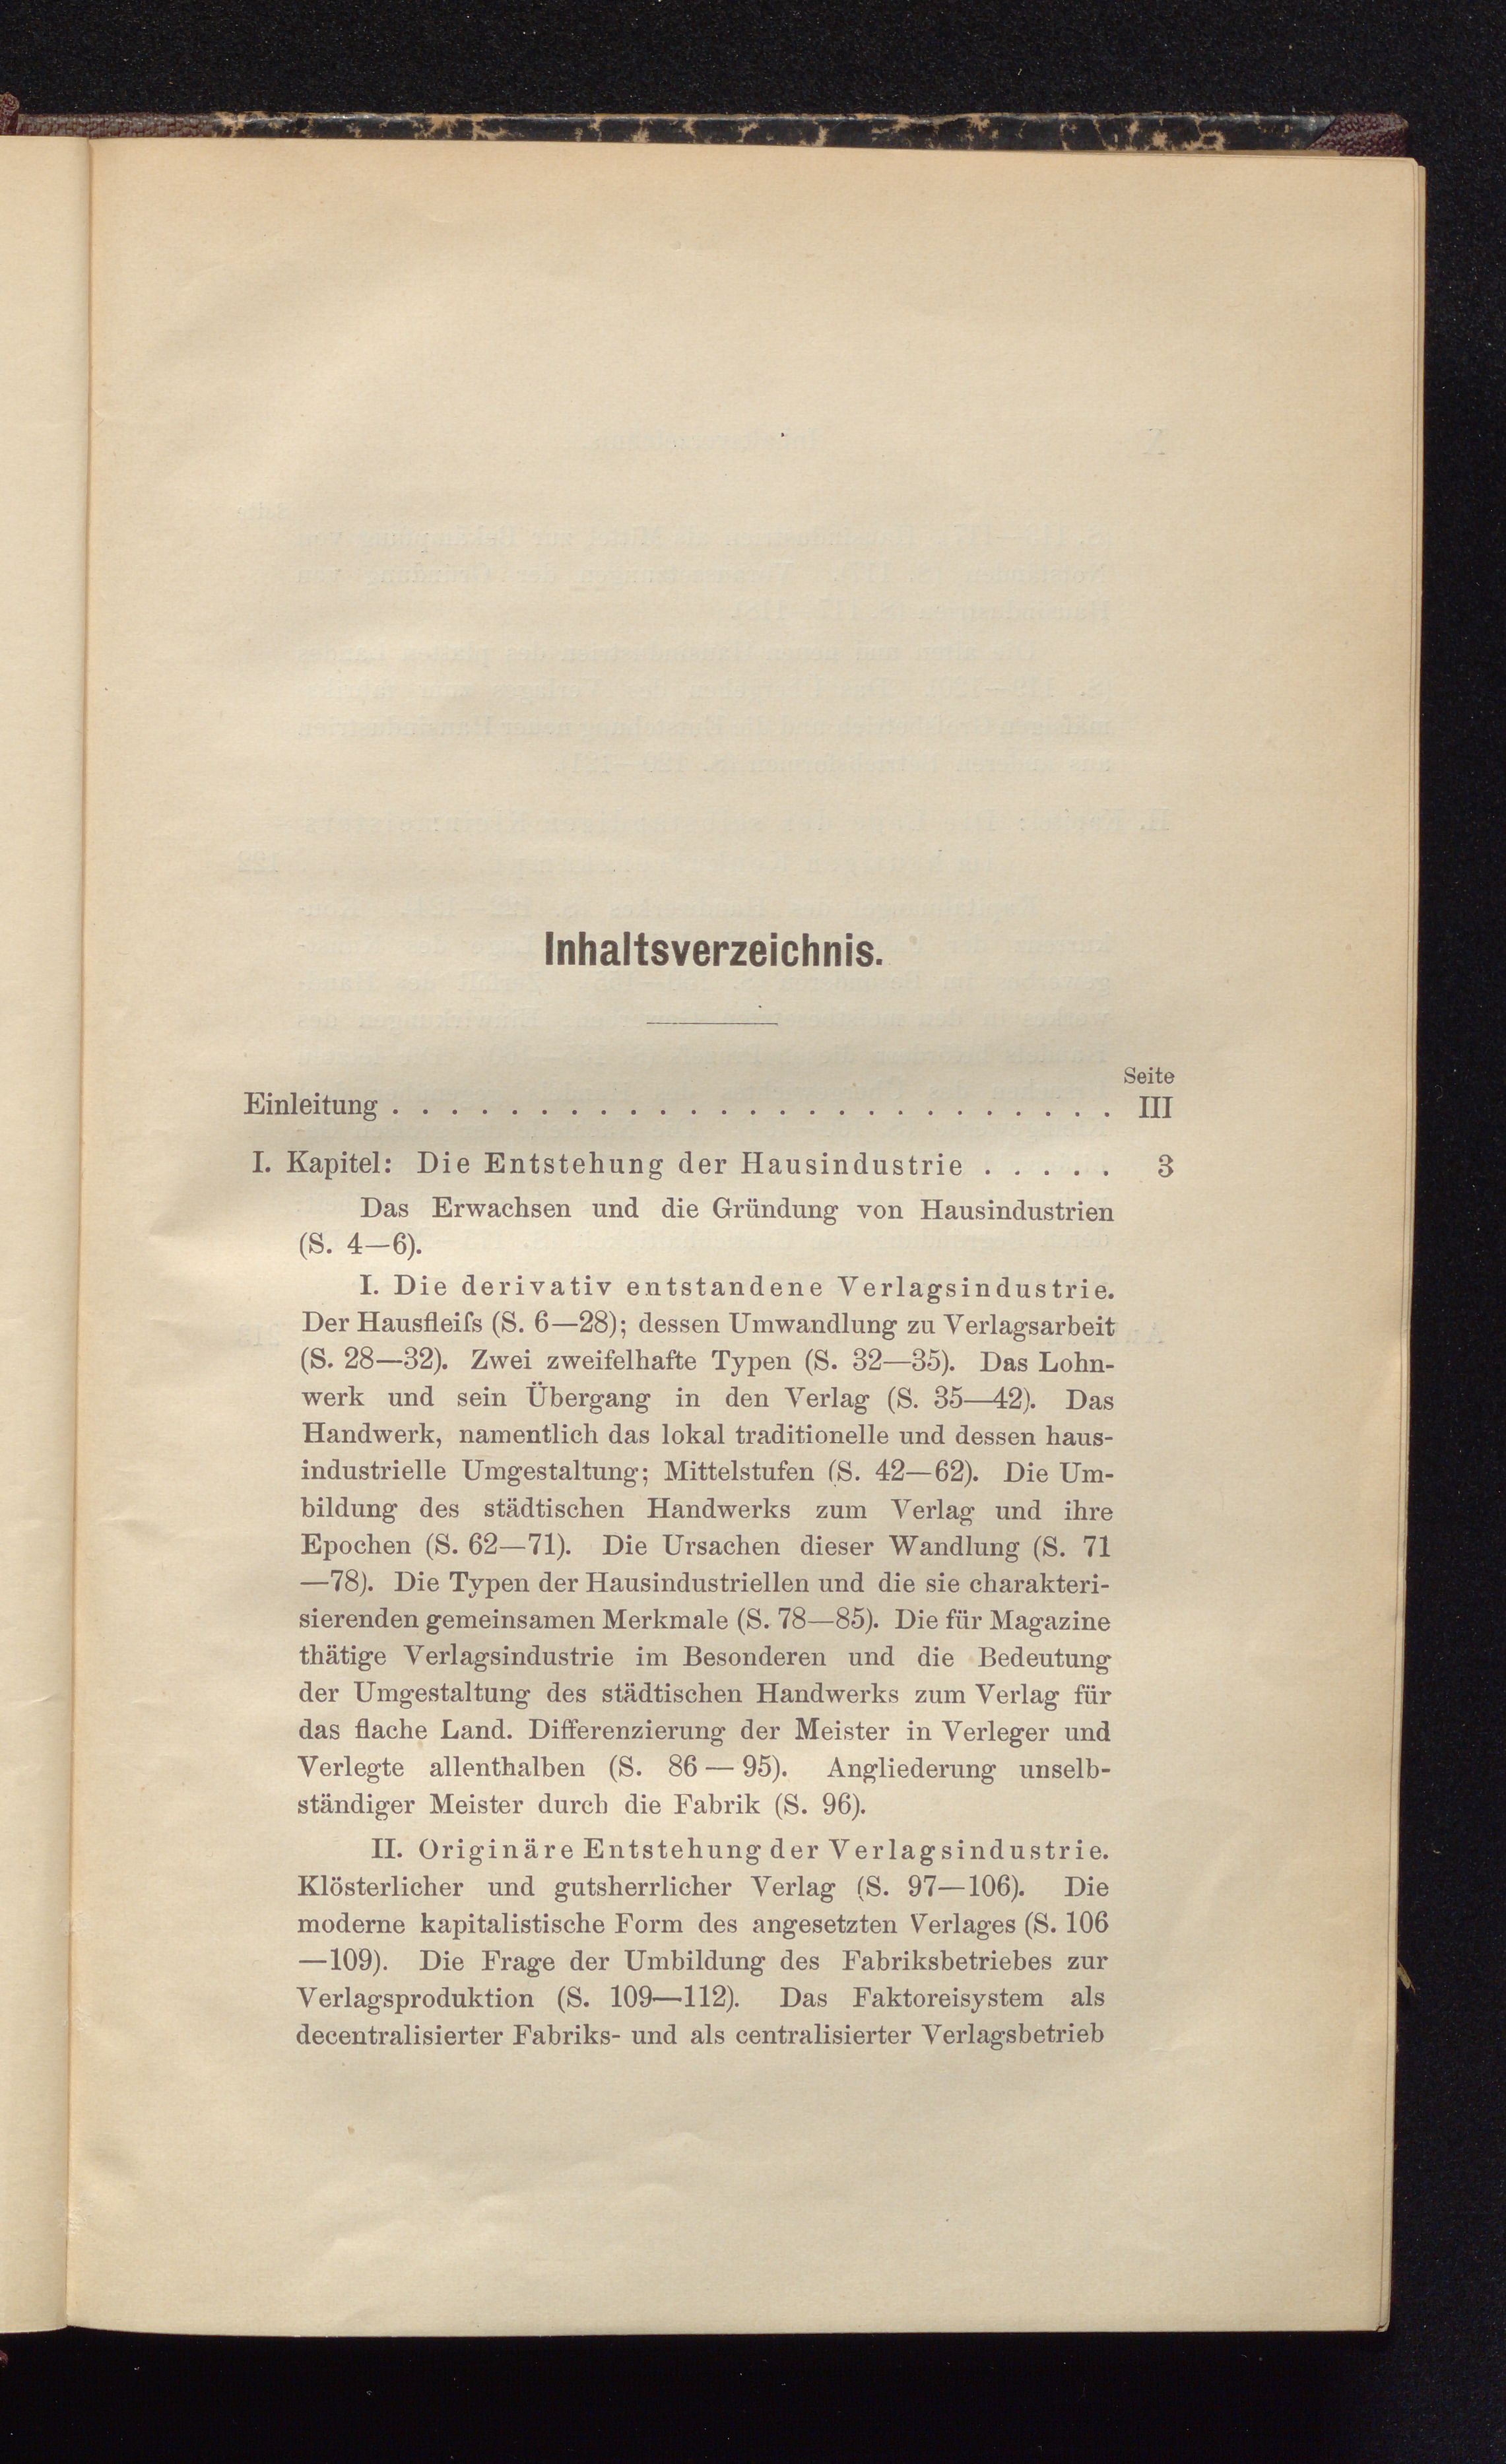 Inhaltsverzeichnis.
Seite
Einleitung . . . . . . . . . . . . . . . . . . . . . . . . . III
I. Kapitel: Die Entstehung der Hausindustrie . . . . . 3
Das Erwachsen und die Gründung von Hausindustrien
(S. 4—6).
I. Die derivativ entstandene Verlagsindustrie.
Der Hausfleiſs (S. 6—28); dessen Umwandlung zu Verlagsarbeit
(S. 28—32). Zwei zweifelhafte Typen (S. 32—35). Das Lohn-
werk und sein Übergang in den Verlag (S. 35—42). Das
Handwerk, namentlich das lokal traditionelle und dessen haus-
industrielle Umgestaltung; Mittelstufen (S. 42—62). Die Um-
bildung des städtischen Handwerks zum Verlag und ihre
Epochen (S. 62—71). Die Ursachen dieser Wandlung (S. 71
—78). Die Typen der Hausindustriellen und die sie charakteri-
sierenden gemeinsamen Merkmale (S. 78—85). Die für Magazine
thätige Verlagsindustrie im Besonderen und die Bedeutung
der Umgestaltung des städtischen Handwerks zum Verlag für
das flache Land. Differenzierung der Meister in Verleger und
Verlegte allenthalben (S. 86 — 95). Angliederung unselb-
ständiger Meister durch die Fabrik (S. 96).
II. Originäre Entstehung der Verlagsindustrie.
Klösterlicher und gutsherrlicher Verlag (S. 97—106). Die
moderne kapitalistische Form des angesetzten Verlages (S. 106
—109). Die Frage der Umbildung des Fabriksbetriebes zur
Verlagsproduktion (S. 109—112). Das Faktoreisystem als
decentralisierter Fabriks- und als centralisierter Verlagsbetrieb